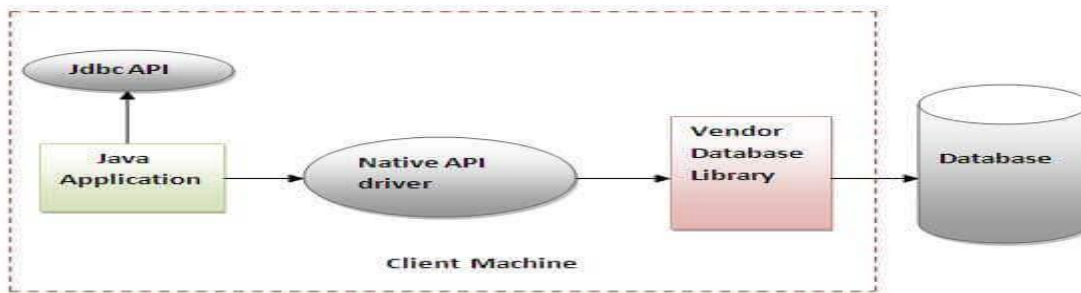 Jdbc API
Java
Application
Native API
driver
Vendor
Database
Library
Database
Client Machine